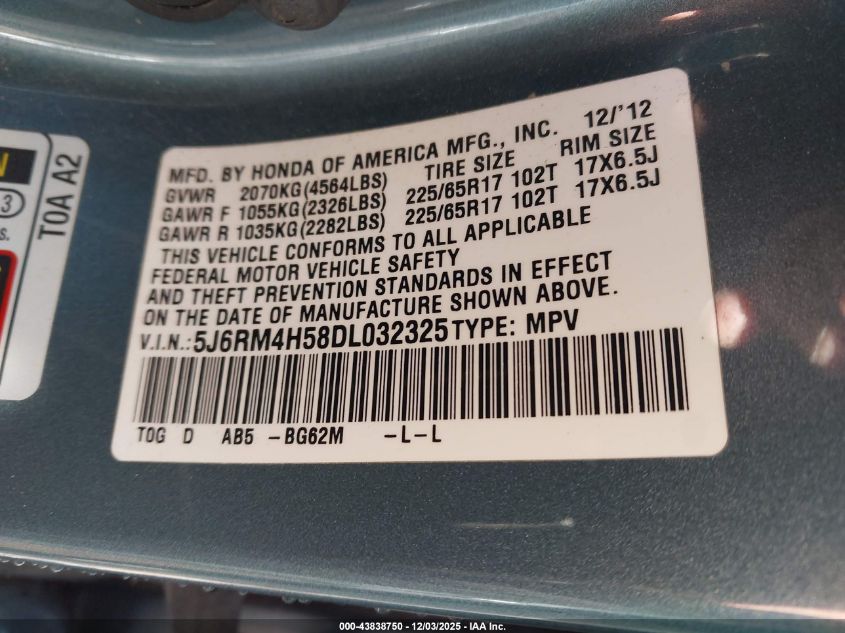 MFD. BY HONDA OF AMERICA MFG., INC. 12/'12
GVWR 2070KG(4564LBS) TIRE SIZE RIM SIZE
GAWR F 1055KG(2326LBS) 225/65R17 102T 17X6.5J
GAWR R 1035KG(2282LBS) 225/65R17 102T 17X6.5J
THIS VEHICLE CONFORMS TO ALL APPLICABLE
FEDERAL MOTOR VEHICLE SAFETY
AND THEFT PREVENTION STANDARDS IN EFFECT
ON THE DATE OF MANUFACTURE SHOWN ABOVE.
V.I.N.: 5J6RM4H58DL032325 TYPE: MPV
TOG D AB5 -BG62M -L-L
N
3
s.
T0A A2
000-43838750 - 12/03/2025 - IAA Inc.